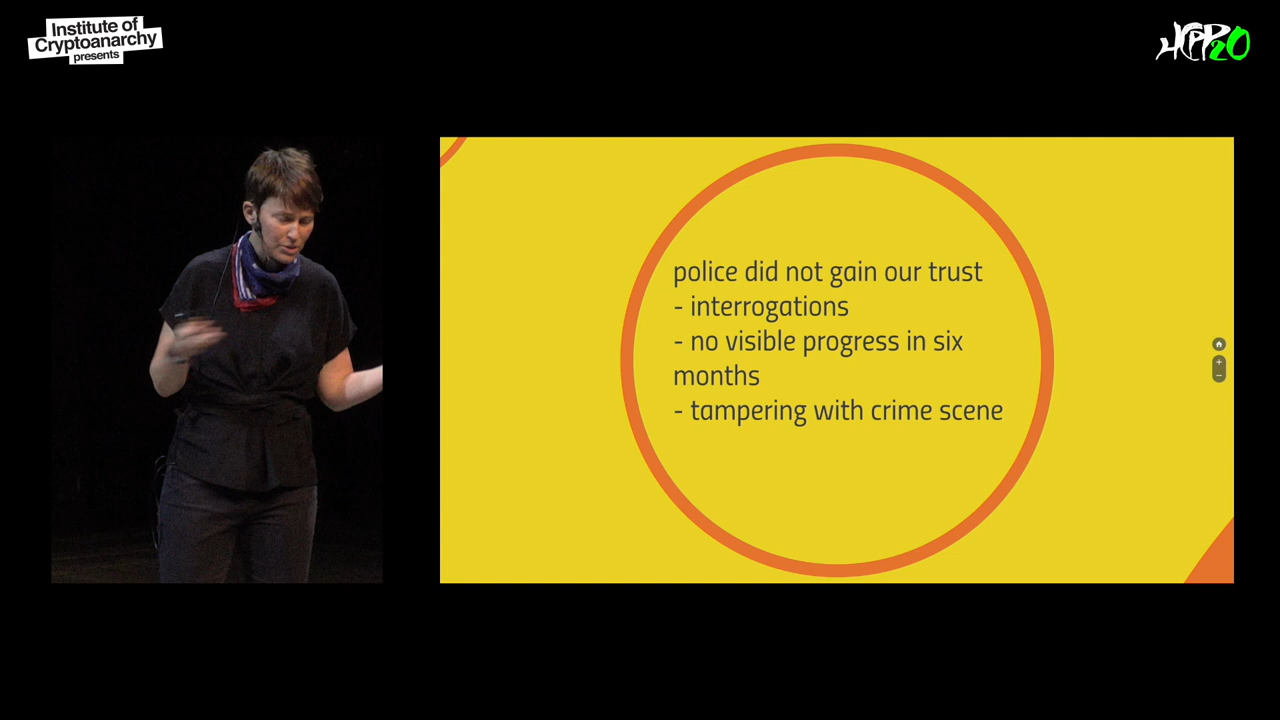 Institute of
Cryptoanarchy
presents
HCPP20
police did not gain our trust
- interrogations
- no visible progress in six
months
- tampering with crime scene